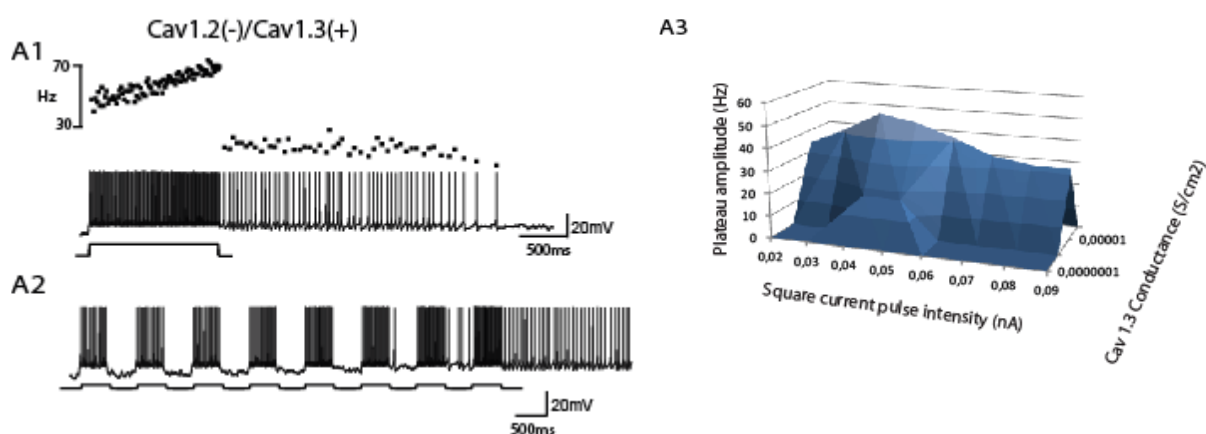 Cav1.2(-)/Cav1.3(+)
A1
70
Hz
30
20mV
500ms
A2
20mV
500ms
A3
Plateau amplitude (Hz)
60
50
40
30
20
10
0
0,02 0,03 0,04 0,05 0,06 0,07 0,08 0,09
Square current pulse intensity (nA)
0,00001
0,0000001
Cav 1.3 Conductance (S/cm2)